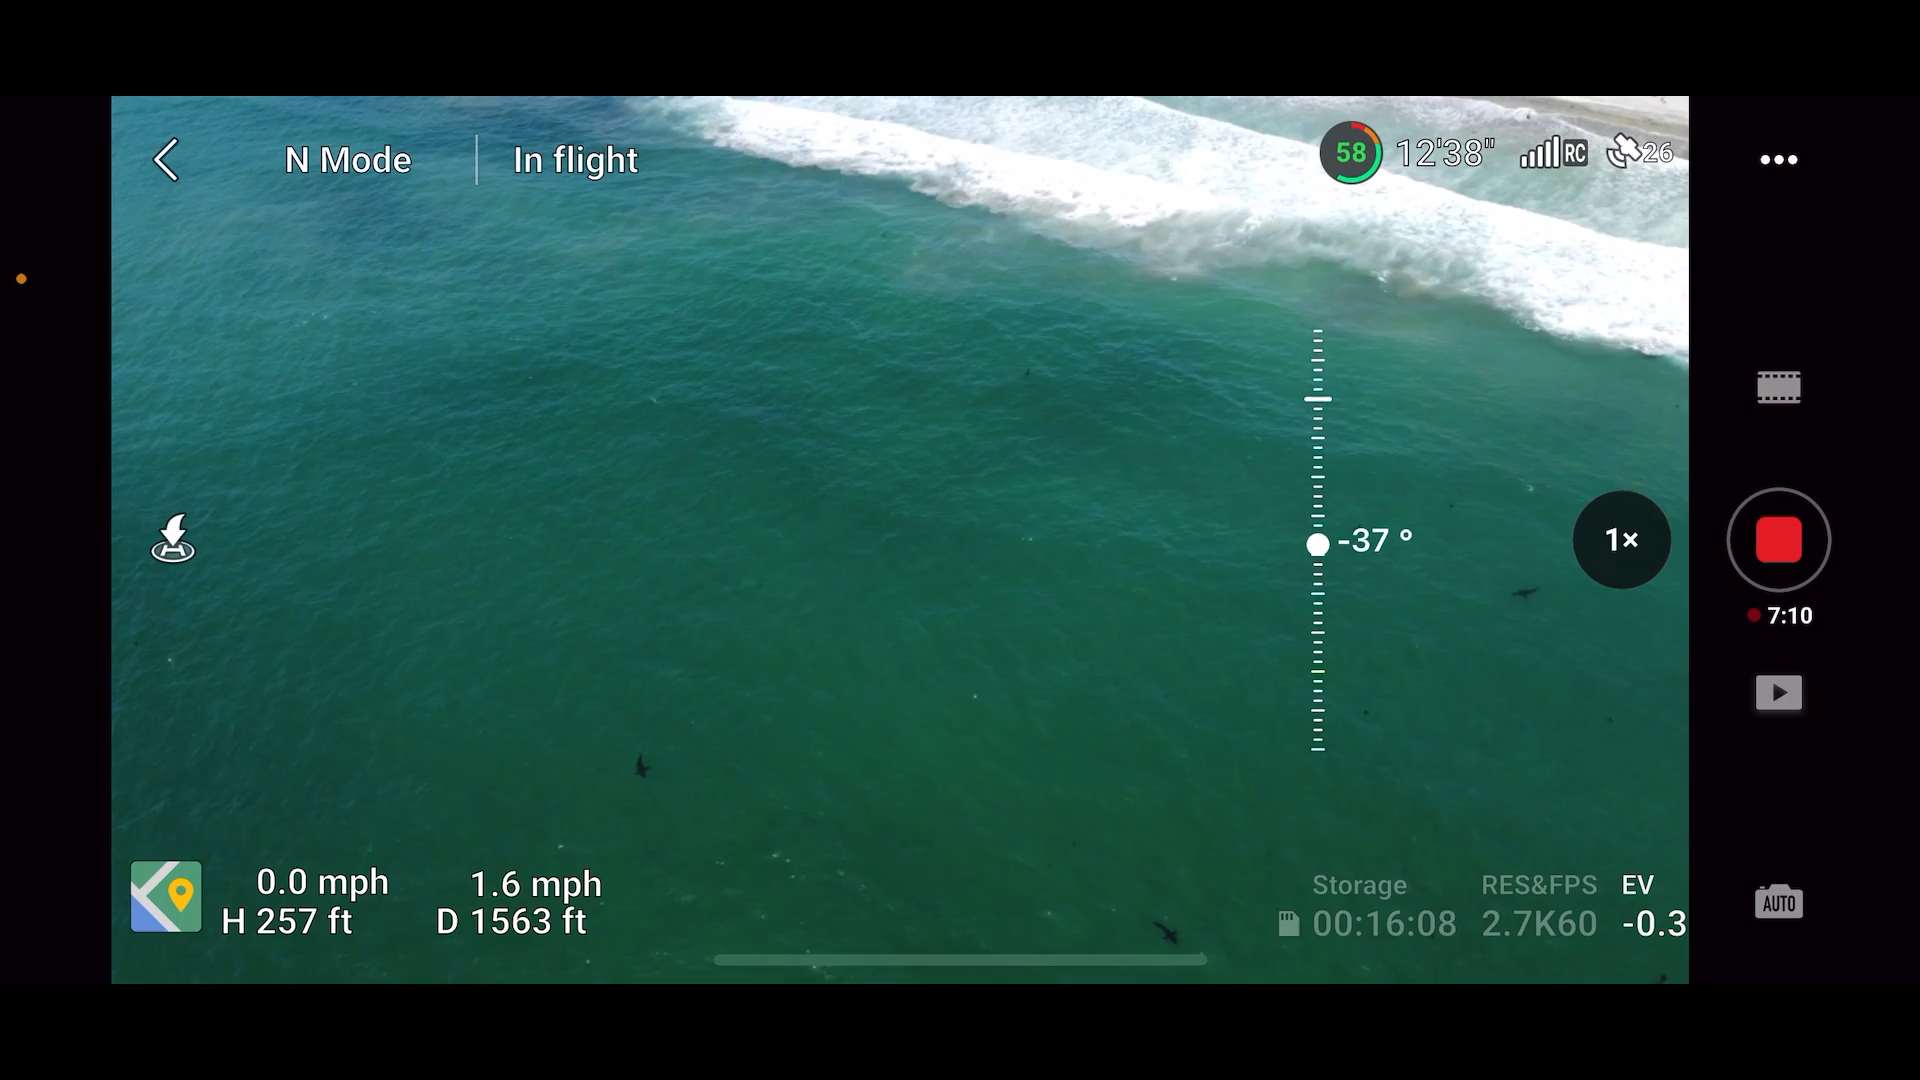 N Mode In flight 58 12'38" RC 26
-37 °
1×
7:10
0.0 mph 1.6 mph
H 257 ft D 1563 ft
Storage RES&FPS EV
00:16:08 2.7K60 -0.3
AUTO